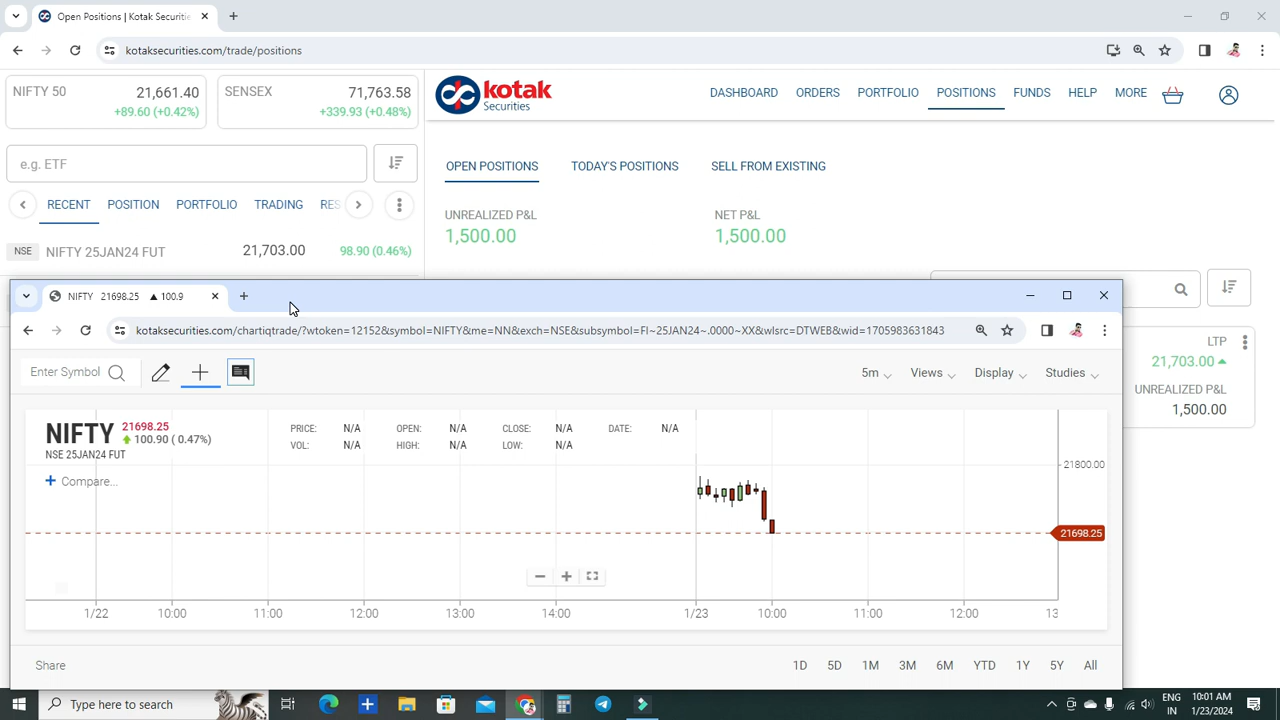 Open Positions | Kotak Securitie
kotaksecurities.com/trade/positions
NIFTY 50 21,661.40
+89.60 (+0.42%)
SENSEX 71,763.58
+339.93 (+0.48%)
kotak
Securities
DASHBOARD ORDERS PORTFOLIO POSITIONS FUNDS HELP MORE
e.g. ETF
OPEN POSITIONS TODAY'S POSITIONS SELL FROM EXISTING
RECENT POSITION PORTFOLIO TRADING RES
UNREALIZED P&L NET P&L
1,500.00 1,500.00
NSE NIFTY 25JAN24 FUT 21,703.00 98.90 (0.46%)
NIFTY 21698.25 ▲ 100.9
kotaksecurities.com/chartiqtrade/?wtoken=12152&symbol=NIFTY&me=NN&exch=NSE&subsymbol=FI~25JAN24~.0000~XX&wlsrc=DTWEB&wid=1705983631843
LTP
21,703.00
UNREALIZED P&L
1,500.00
Enter Symbol 5m Views Display Studies
NIFTY 21698.25
100.90 ( 0.47%)
NSE 25JAN24 FUT
PRICE: N/A OPEN: N/A CLOSE: N/A DATE: N/A
VOL: N/A HIGH: N/A LOW: N/A
+ Compare...
21800.00
21698.25
1/22 10:00 11:00 12:00 13:00 14:00 1/23 10:00 11:00 12:00 13
Share 1D 5D 1M 3M 6M YTD 1Y 5Y All
Type here to search
ENG
IN
10:01 AM
1/23/2024